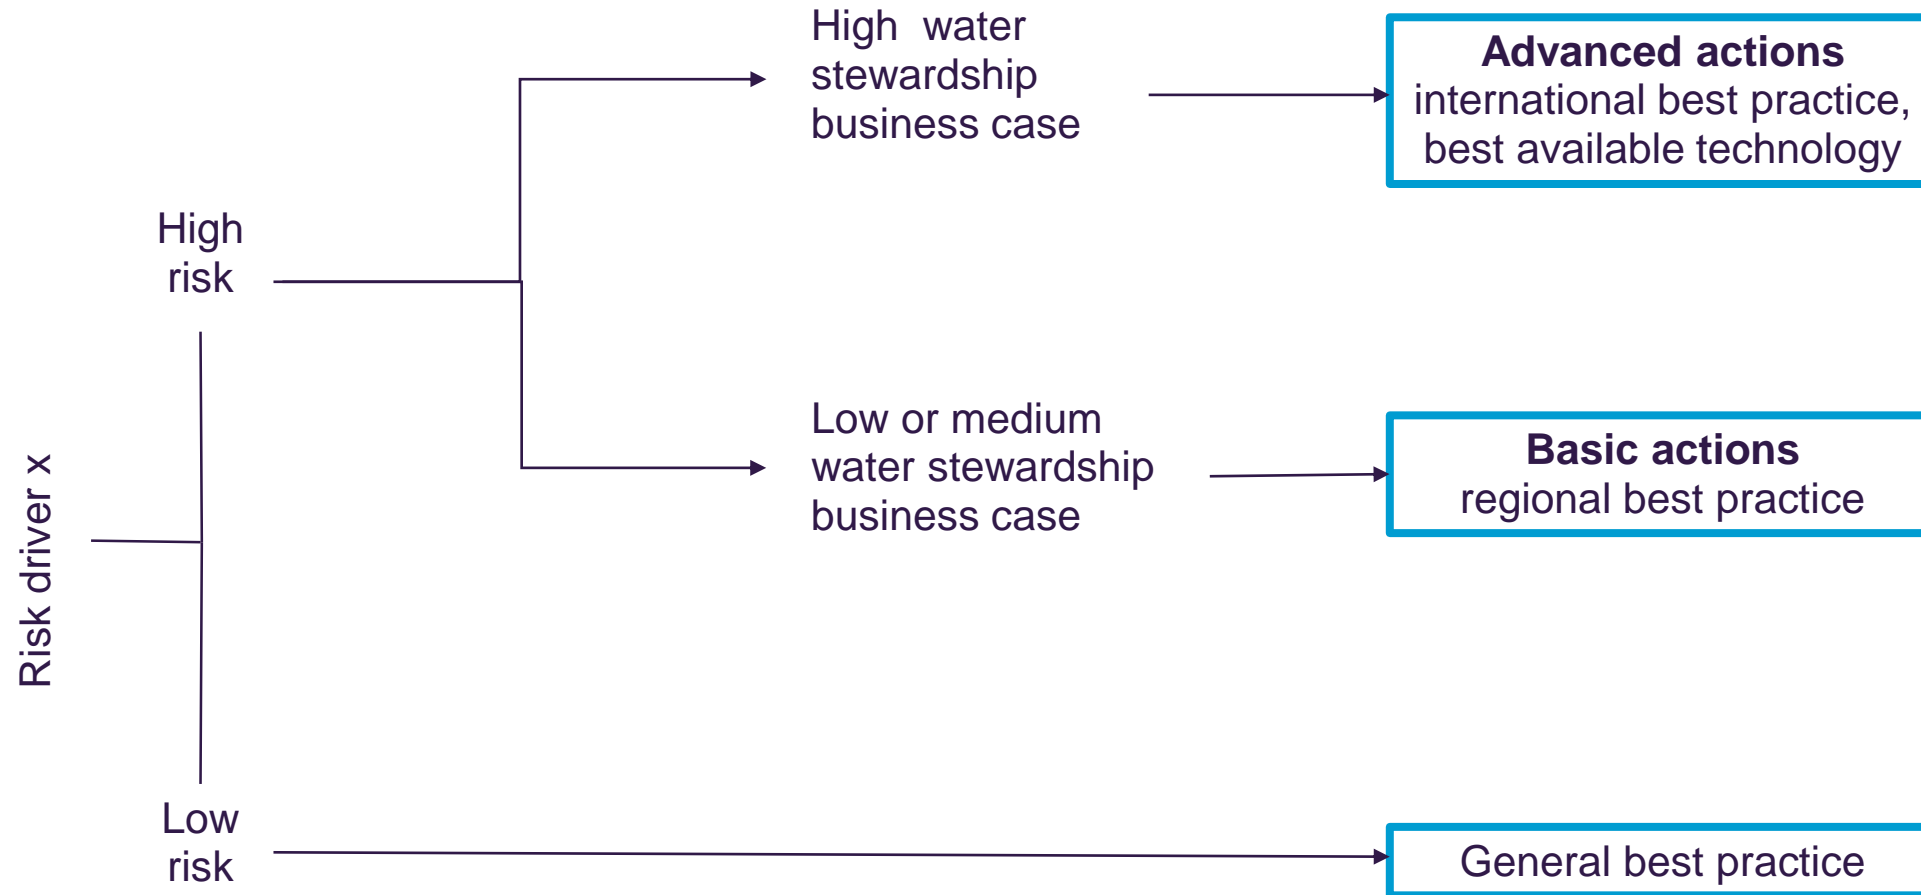 Risk driver x
High
risk
Low
risk
High  water
stewardship
business case
Low or medium
water stewardship
business case
Advanced actions
international best practice,
best available technology
Basic actions
regional best practice
General best practice